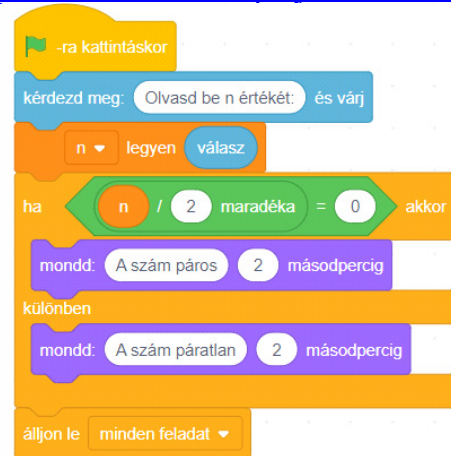 -ra kattintáskor
kérdezd meg: Olvasd be n értékét: és várj
n legyen válasz
ha n / 2 maradéka = 0 akkor
mondd: A szám páros 2 másodpercig
különben
mondd: A szám páratlan 2 másodpercig
álljon le minden feladat